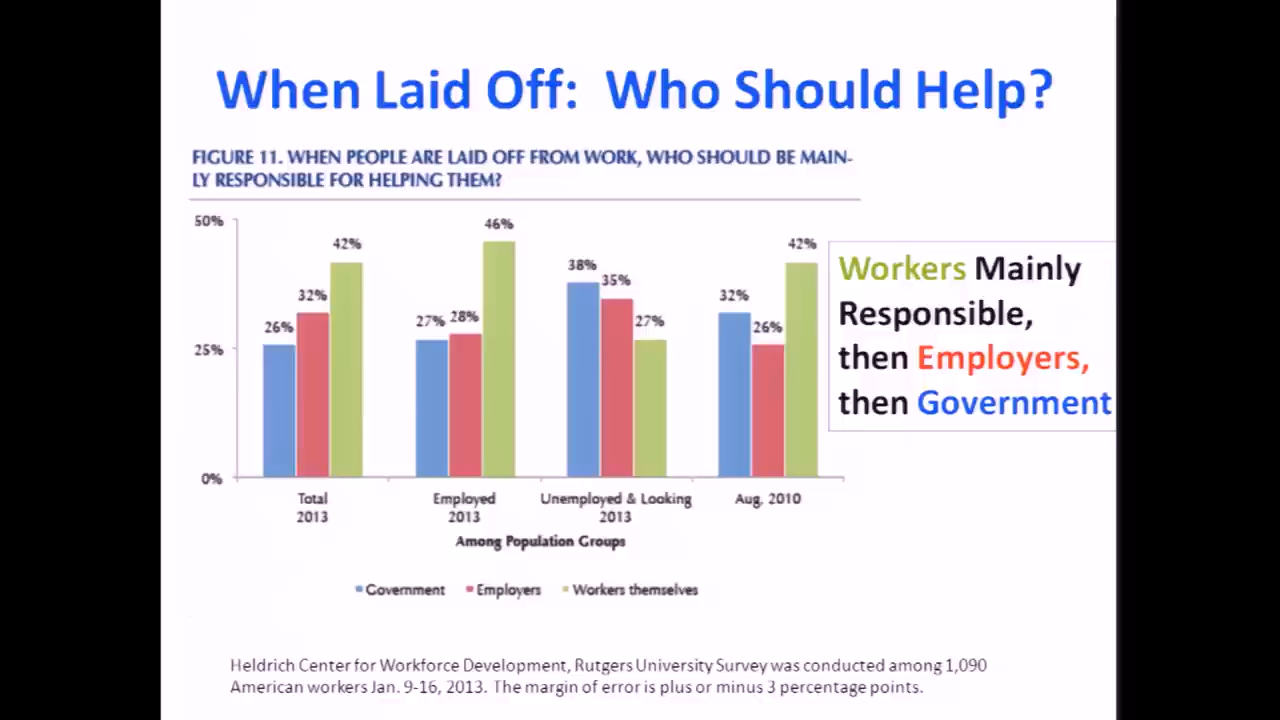 When Laid Off: Who Should Help?
FIGURE 11. WHEN PEOPLE ARE LAID OFF FROM WORK, WHO SHOULD BE MAIN-
LY RESPONSIBLE FOR HELPING THEM?
50%
25%
0%
26%
32%
42%
27%
28%
46%
38%
35%
27%
32%
26%
42%
Total
2013
Employed
2013
Unemployed & Looking
2013
Aug. 2010
Among Population Groups
Government
Employers
Workers themselves
Workers Mainly
Responsible,
then Employers,
then Government
Heldrich Center for Workforce Development, Rutgers University Survey was conducted among 1,090
American workers Jan. 9-16, 2013. The margin of error is plus or minus 3 percentage points.